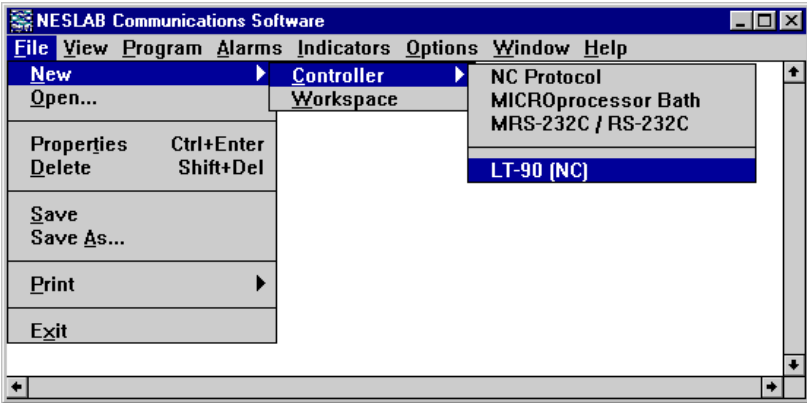 NESLAB Communications Software
File View Program Alarms Indicators Options Window Help
New
Open...
Properties Ctrl+Enter
Delete Shift+Del
Save
Save As...
Print
Exit
Controller
Workspace
NC Protocol
MICROprocessor Bath
MRS-232C / RS-232C
LT-90 (NC)